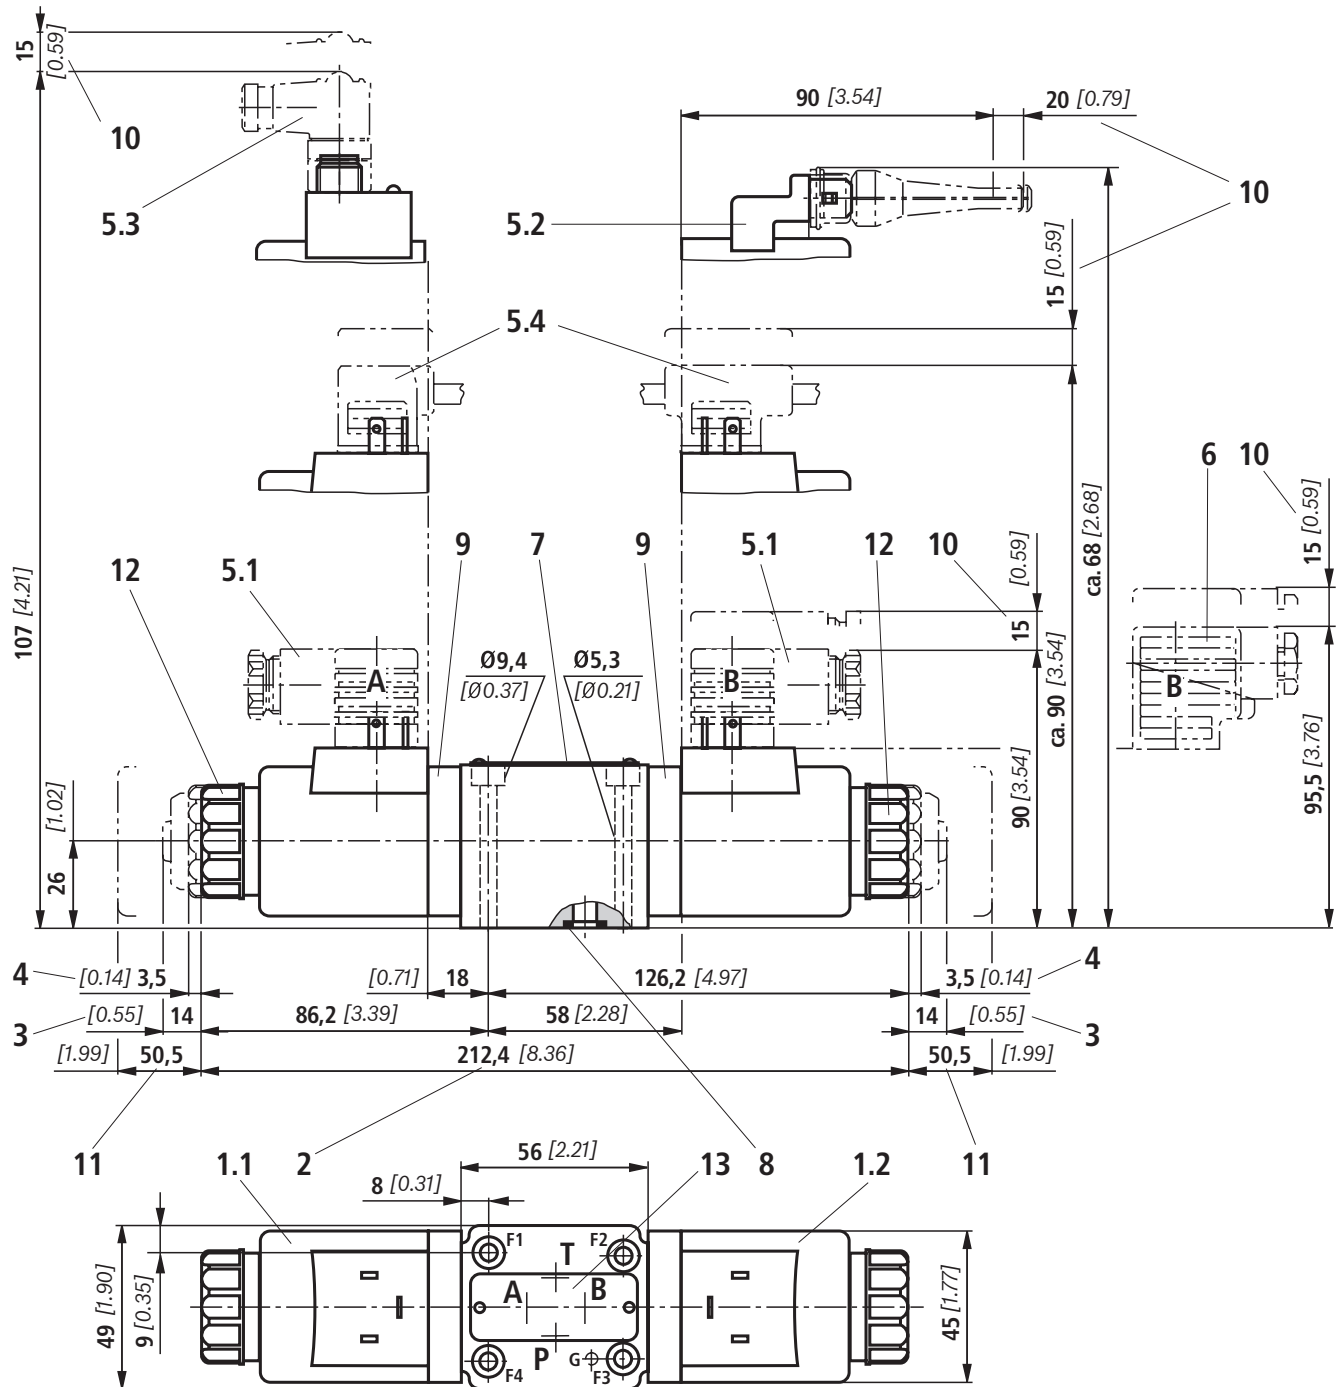 15 [0.59]
10
5.3
90 [3.54]
20 [0.79]
10
5.2
15 [0.59]
5.4
107 [4.21]
ca. 68 [2.68]
6
10
15 [0.59]
12
5.1
9
7
9
5.1
12
10
15 [0.59]
A
Ø9,4
[Ø0.37]
Ø5,3
[Ø0.21]
B
B
ca. 90 [3.54]
90 [3.54]
95,5 [3.76]
26 [1.02]
4
[0.14] 3,5
[0.71] 18
126,2 [4.97]
3,5 [0.14]
4
3
[0.55] 14
86,2 [3.39]
58 [2.28]
14 [0.55]
3
[1.99] 50,5
212,4 [8.36]
50,5 [1.99]
11
1.1
2
56 [2.21]
13
8
1.2
11
8 [0.31]
49 [1.90]
9 [0.35]
F1
T
F2
A
B
P
G
F4
F3
45 [1.77]